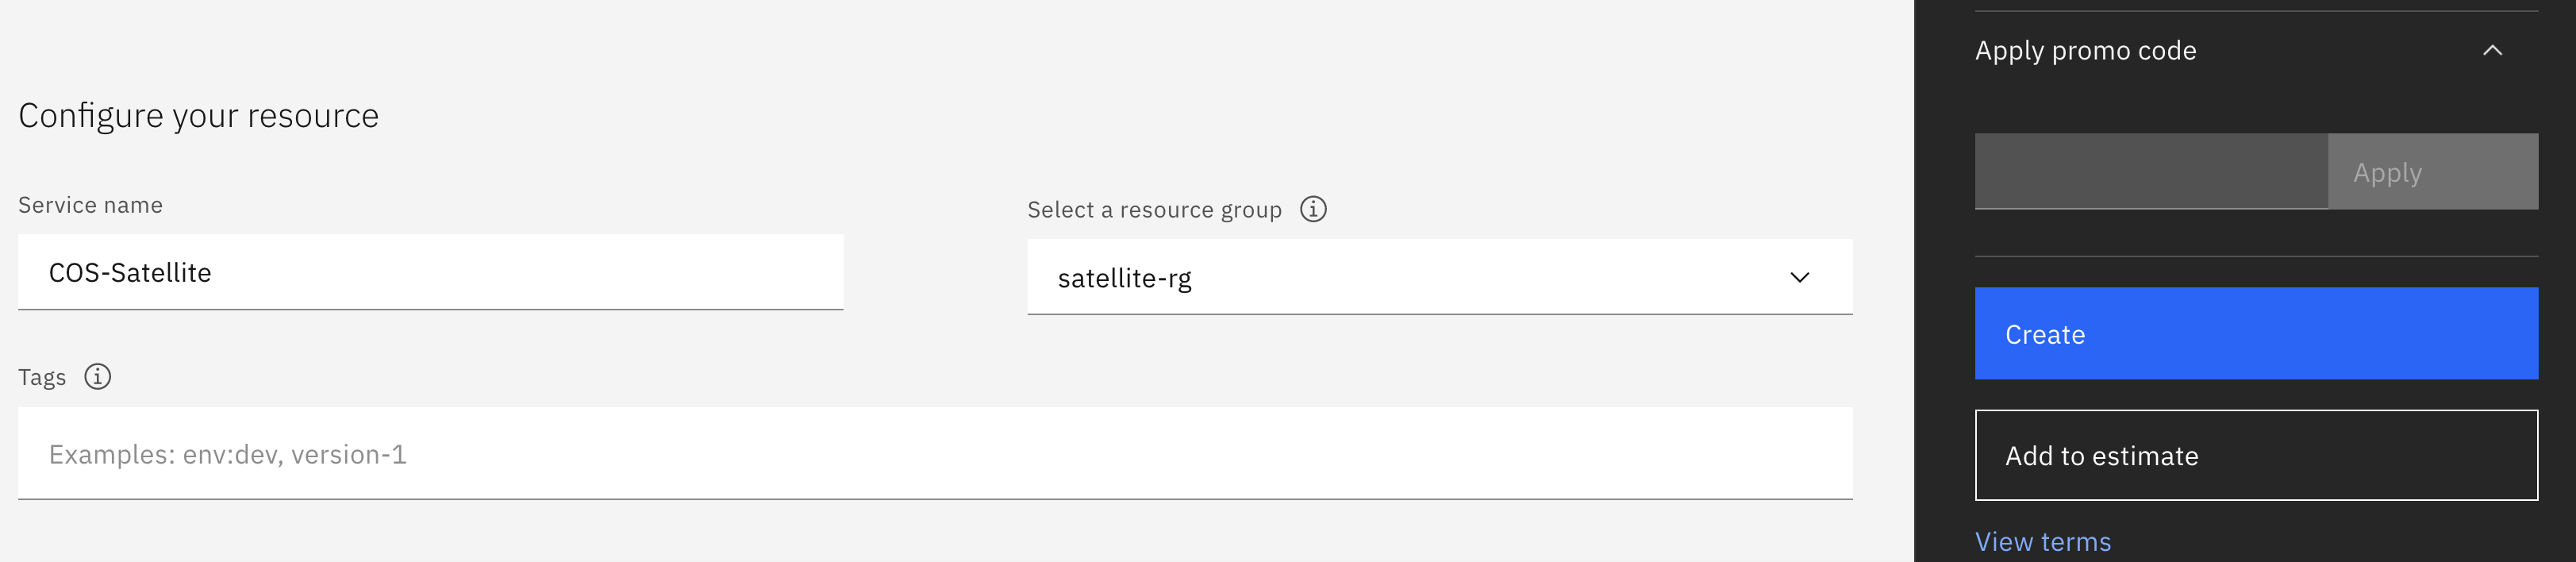 Configure your resource
Service name
COS-Satellite
Select a resource group
satellite-rg
Tags
Examples: env:dev, version-1
Apply promo code
Apply
Create
Add to estimate
View terms